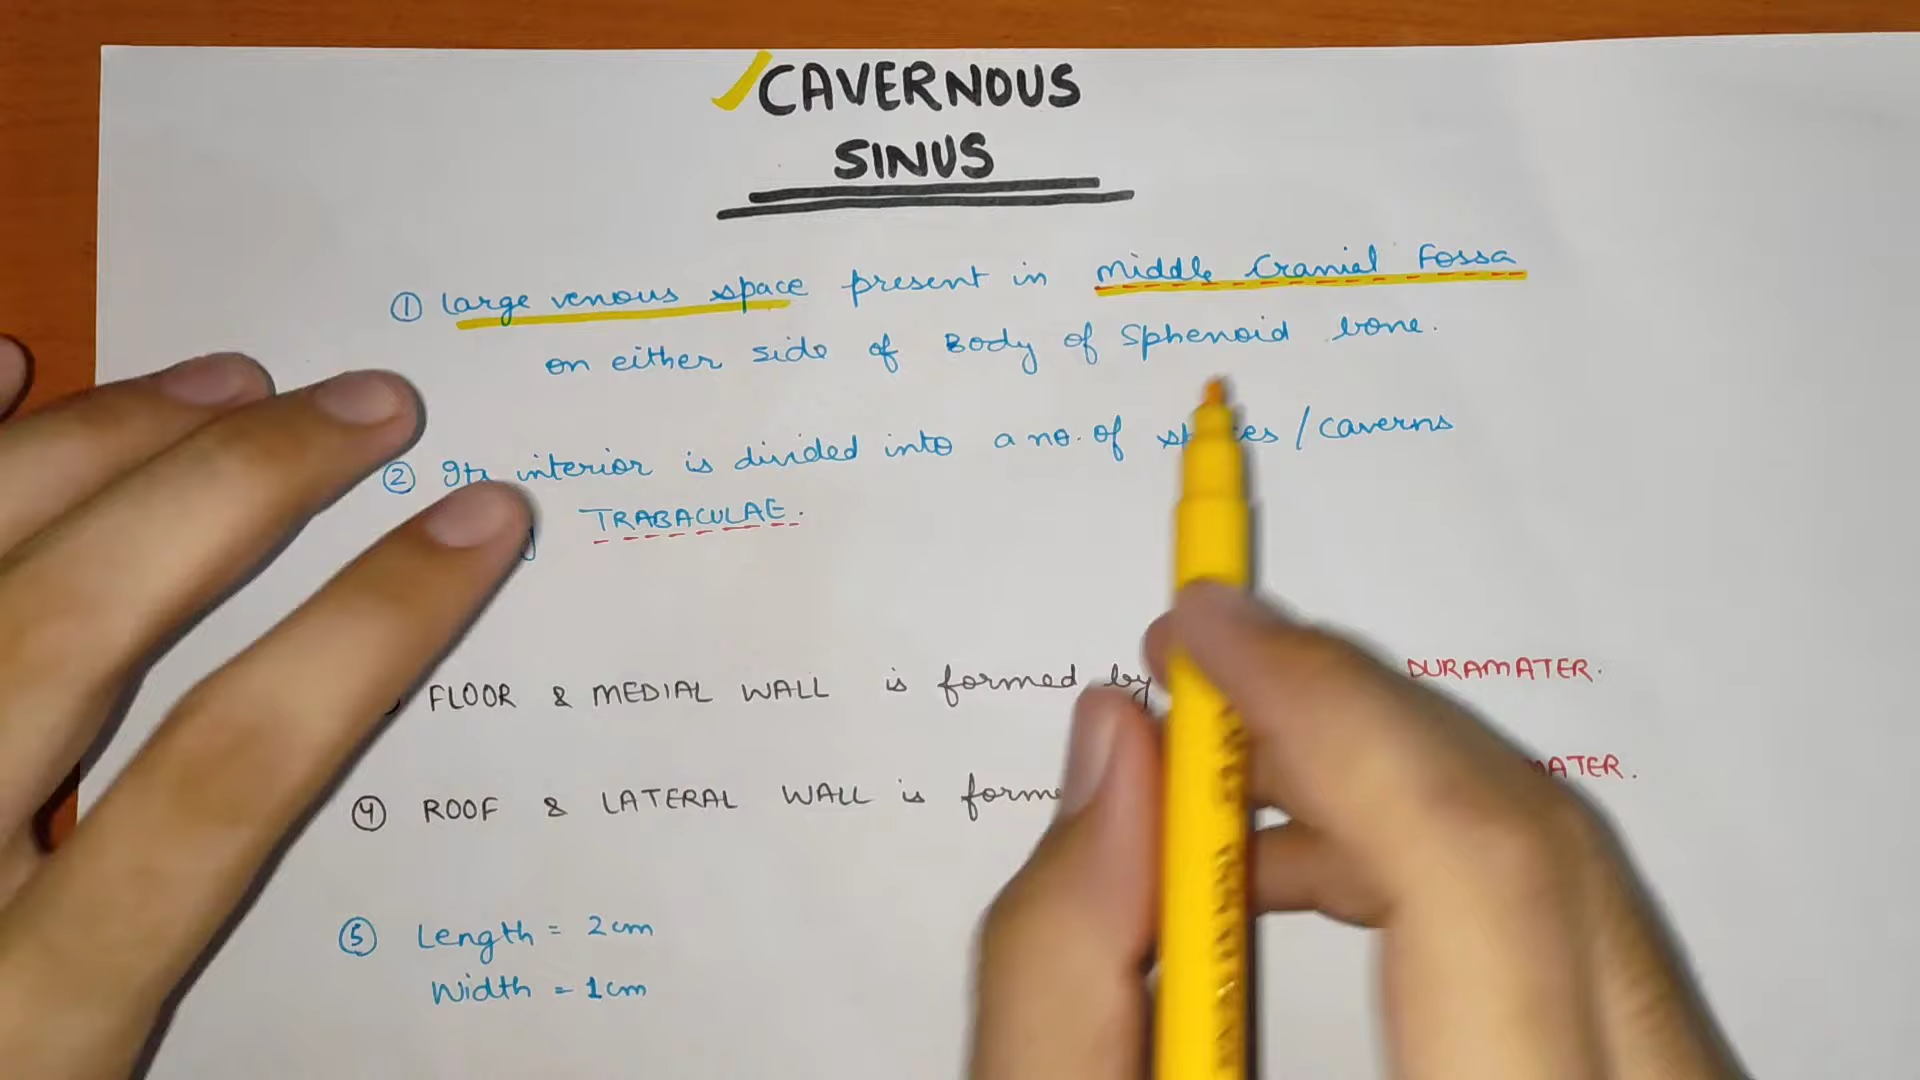 CAVERNOUS
SINUS
① Large venous space present in Middle Cranial Fossa
on either side of Body of Sphenoid bone.
② Its interior is divided into a no. of / caverns
TRABACULAE.
FLOOR & MEDIAL WALL is formed by DURAMATER.
④ ROOF & LATERAL WALL is
⑤ Length = 2cm
Width = 1cm